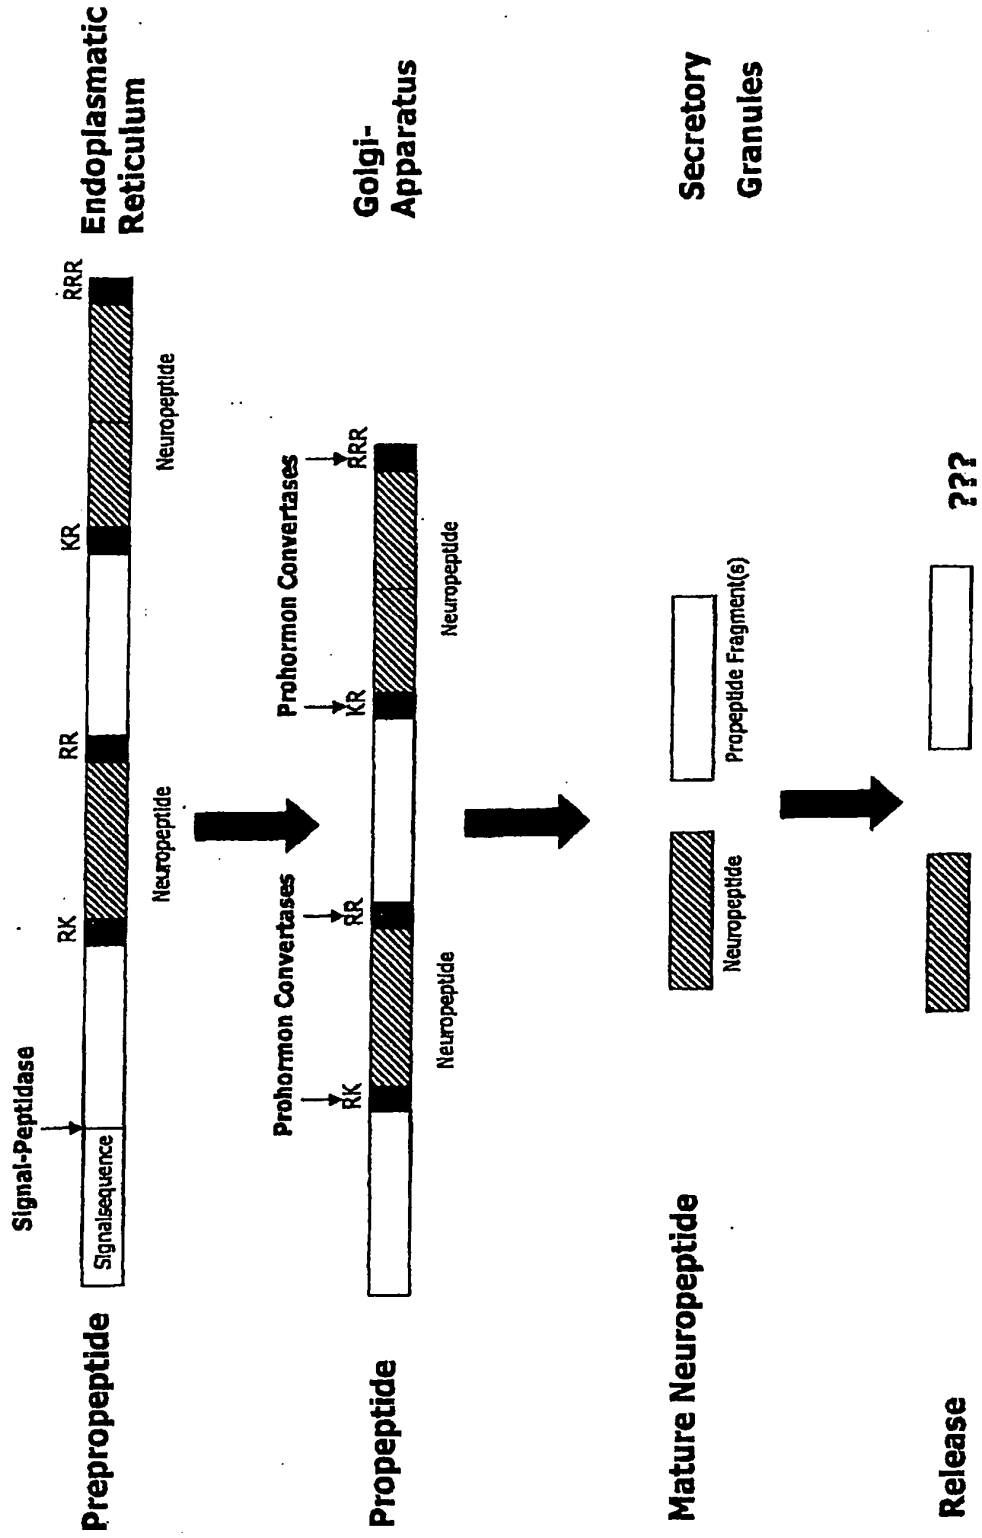 Signal-Peptidase
Prepropeptide
Signalsequence
RK
RR
KR
RRR
Endoplasmatic
Reticulum
Neuropeptide
Neuropeptide
Prohormon Convertases
Prohormon Convertases
Propeptide
RK
RR
KR
RRR
Golgi-
Apparatus
Neuropeptide
Neuropeptide
Mature Neuropeptide
Secretory
Granules
Neuropeptide
Propeptide Fragment(s)
Release
???